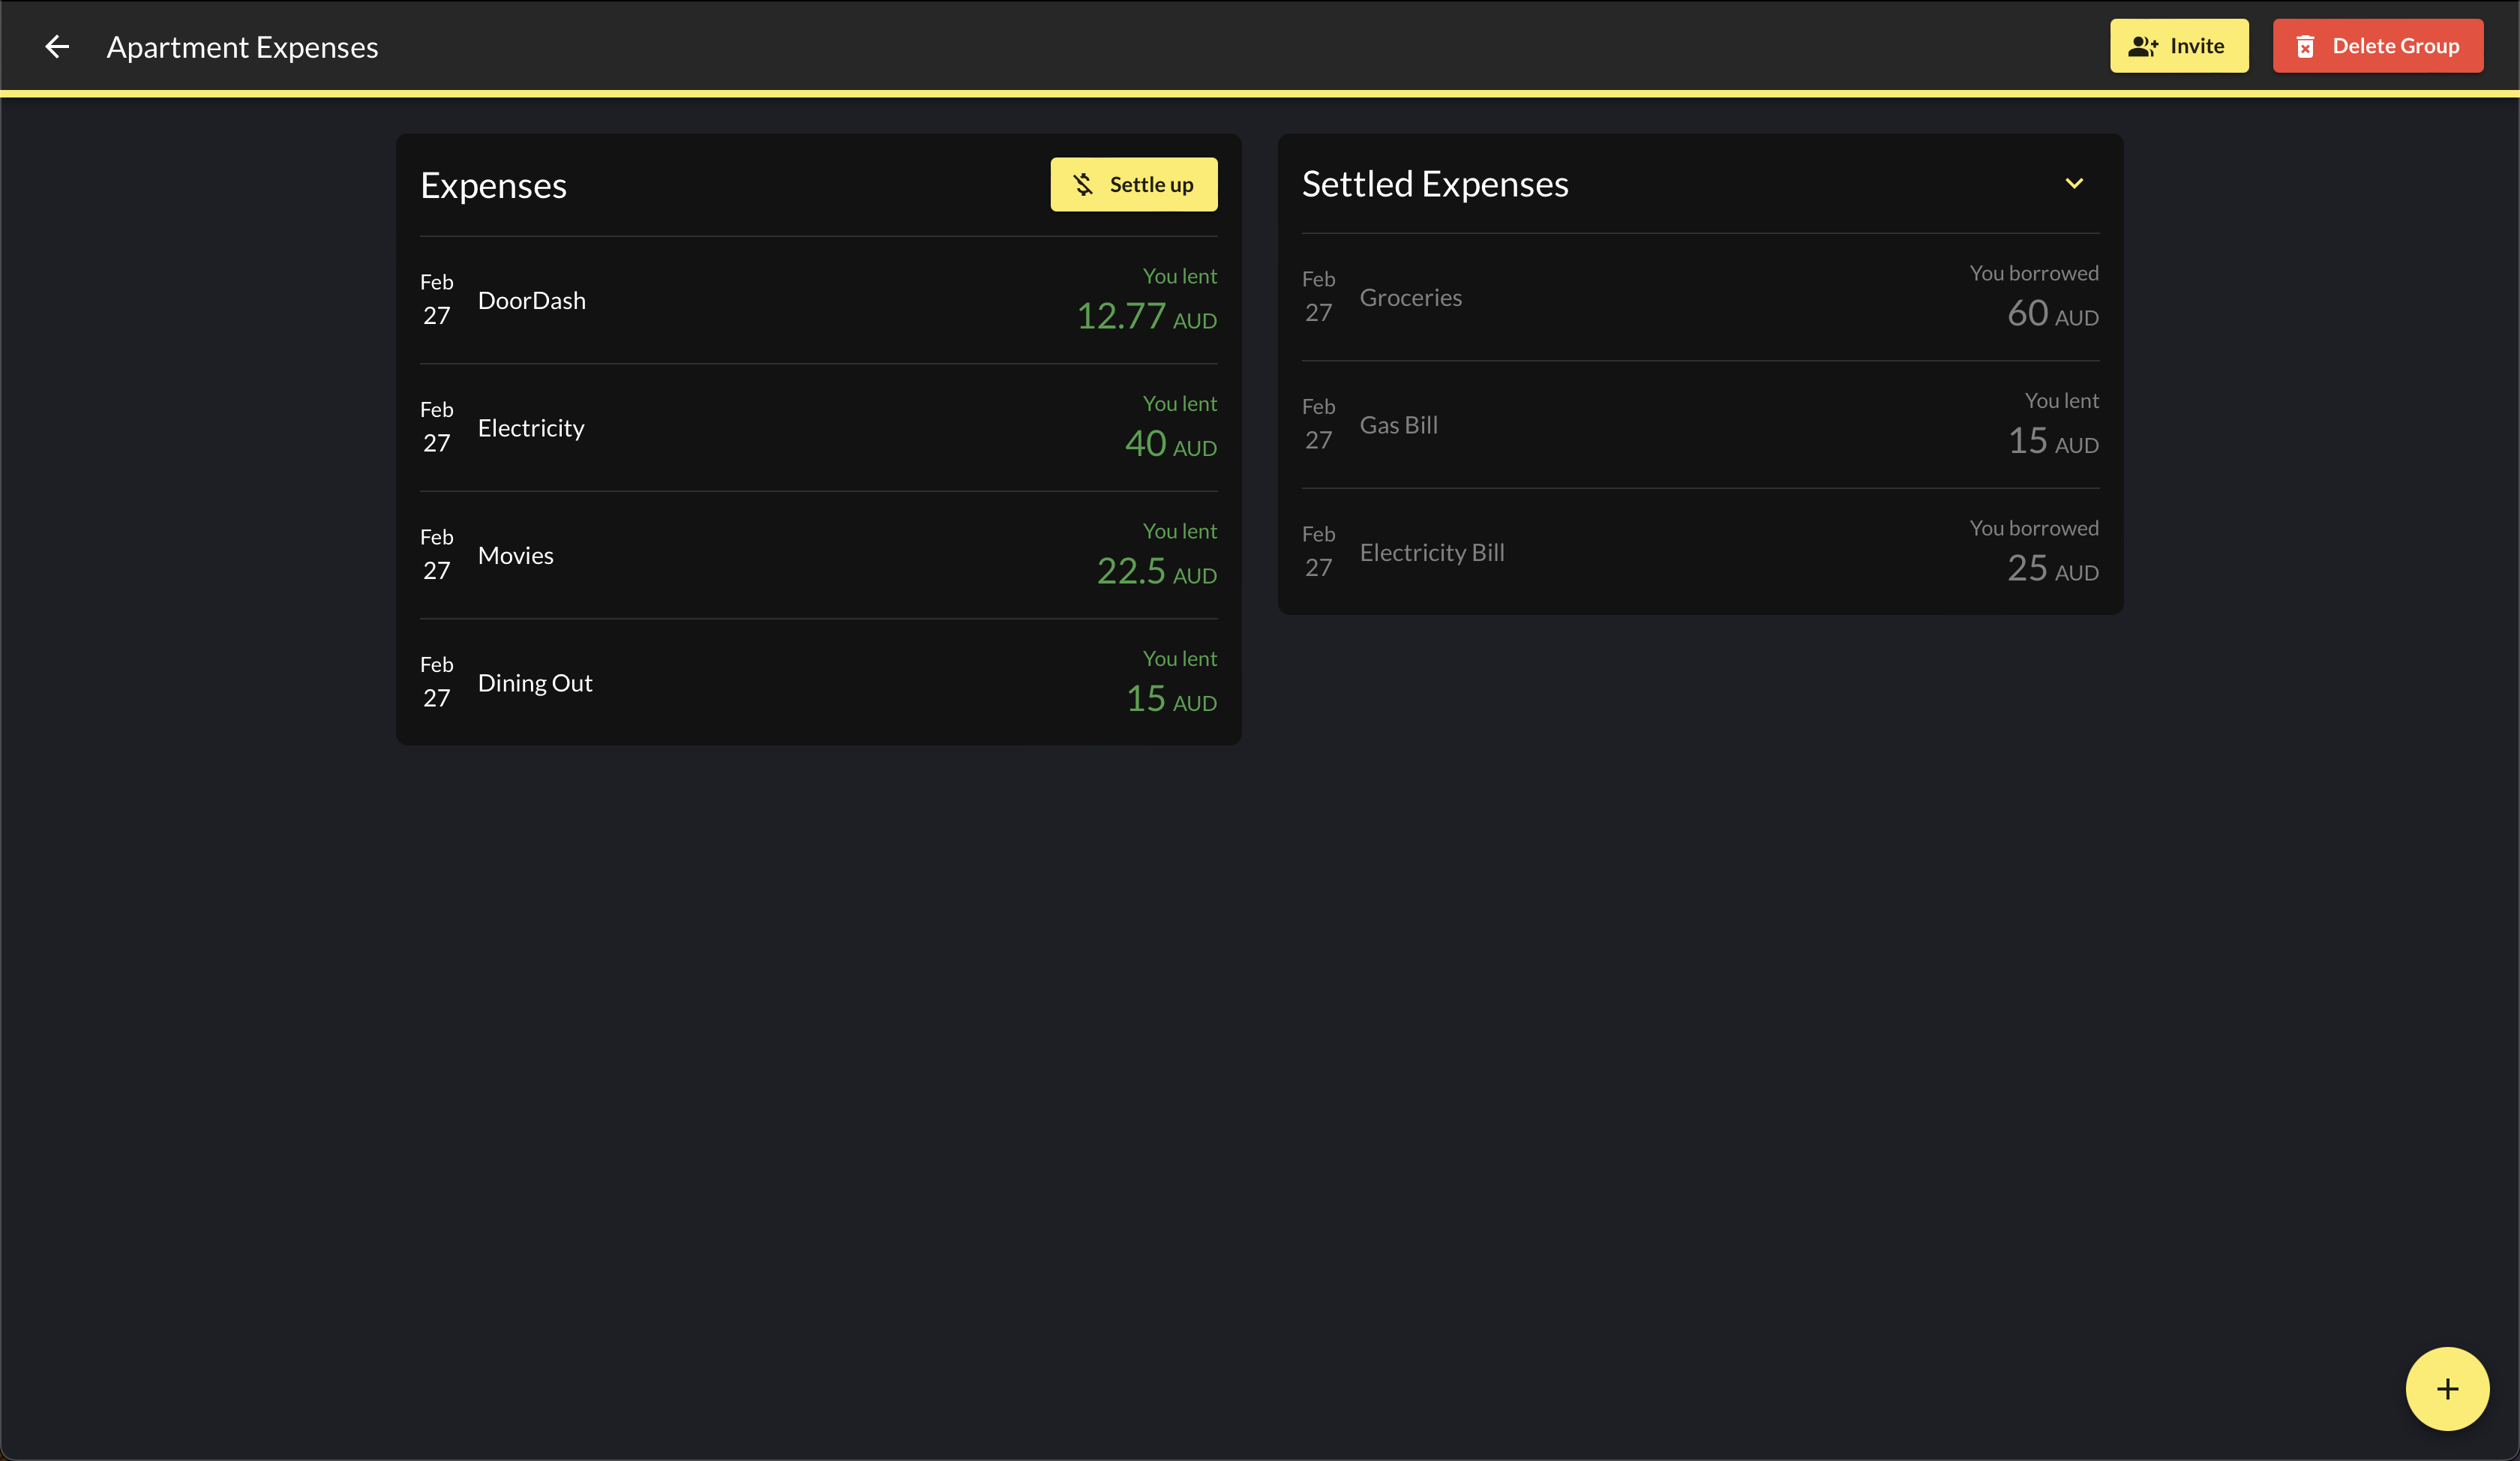 Apartment Expenses
Invite
Delete Group
Expenses
Settle up
Feb
27
DoorDash
You lent
12.77 AUD
Feb
27
Electricity
You lent
40 AUD
Feb
27
Movies
You lent
22.5 AUD
Feb
27
Dining Out
You lent
15 AUD
Settled Expenses
Feb
27
Groceries
You borrowed
60 AUD
Feb
27
Gas Bill
You lent
15 AUD
Feb
27
Electricity Bill
You borrowed
25 AUD